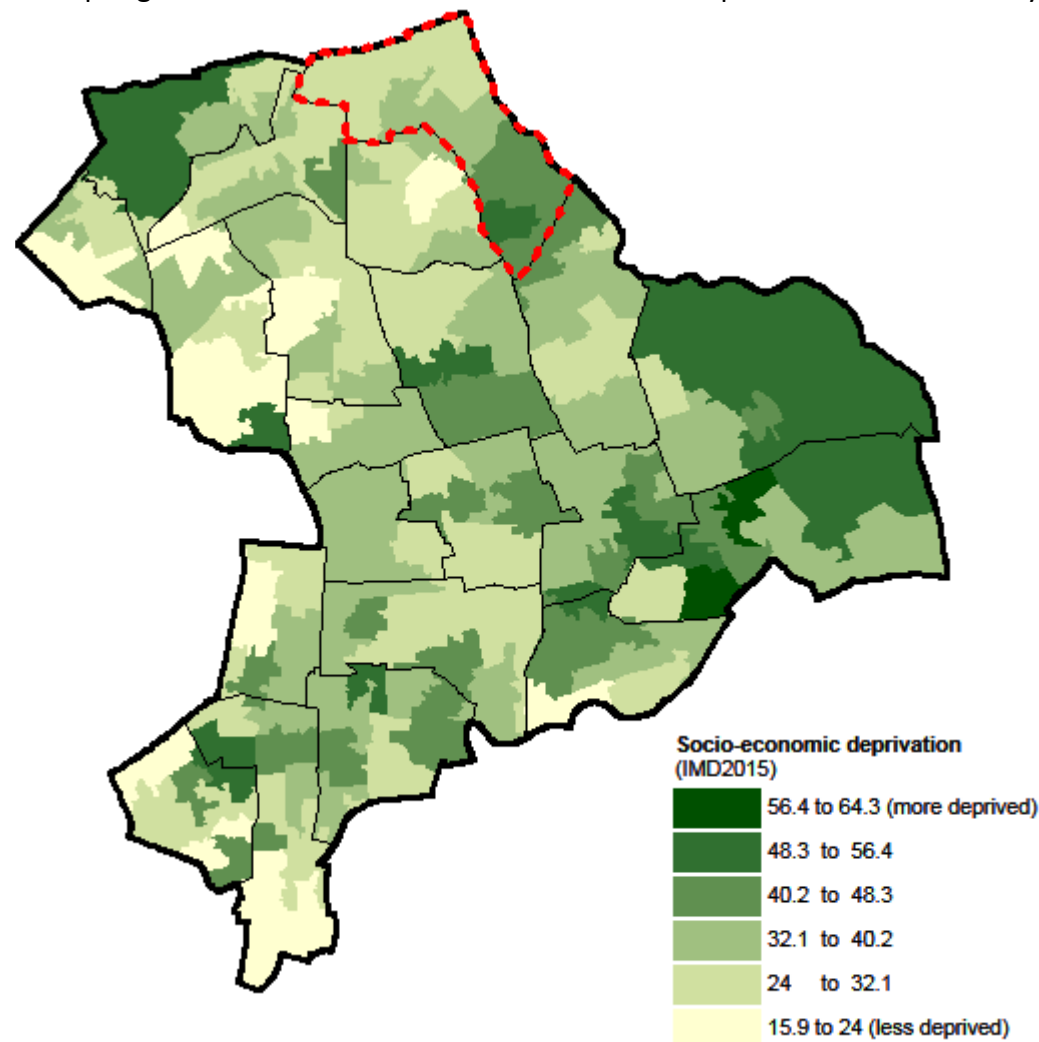 Socio-economic deprivation
(IMD2015)
56.4 to 64.3 (more deprived)
48.3 to 56.4
40.2 to 48.3
32.1 to 40.2
24 to 32.1
15.9 to 24 (less deprived)